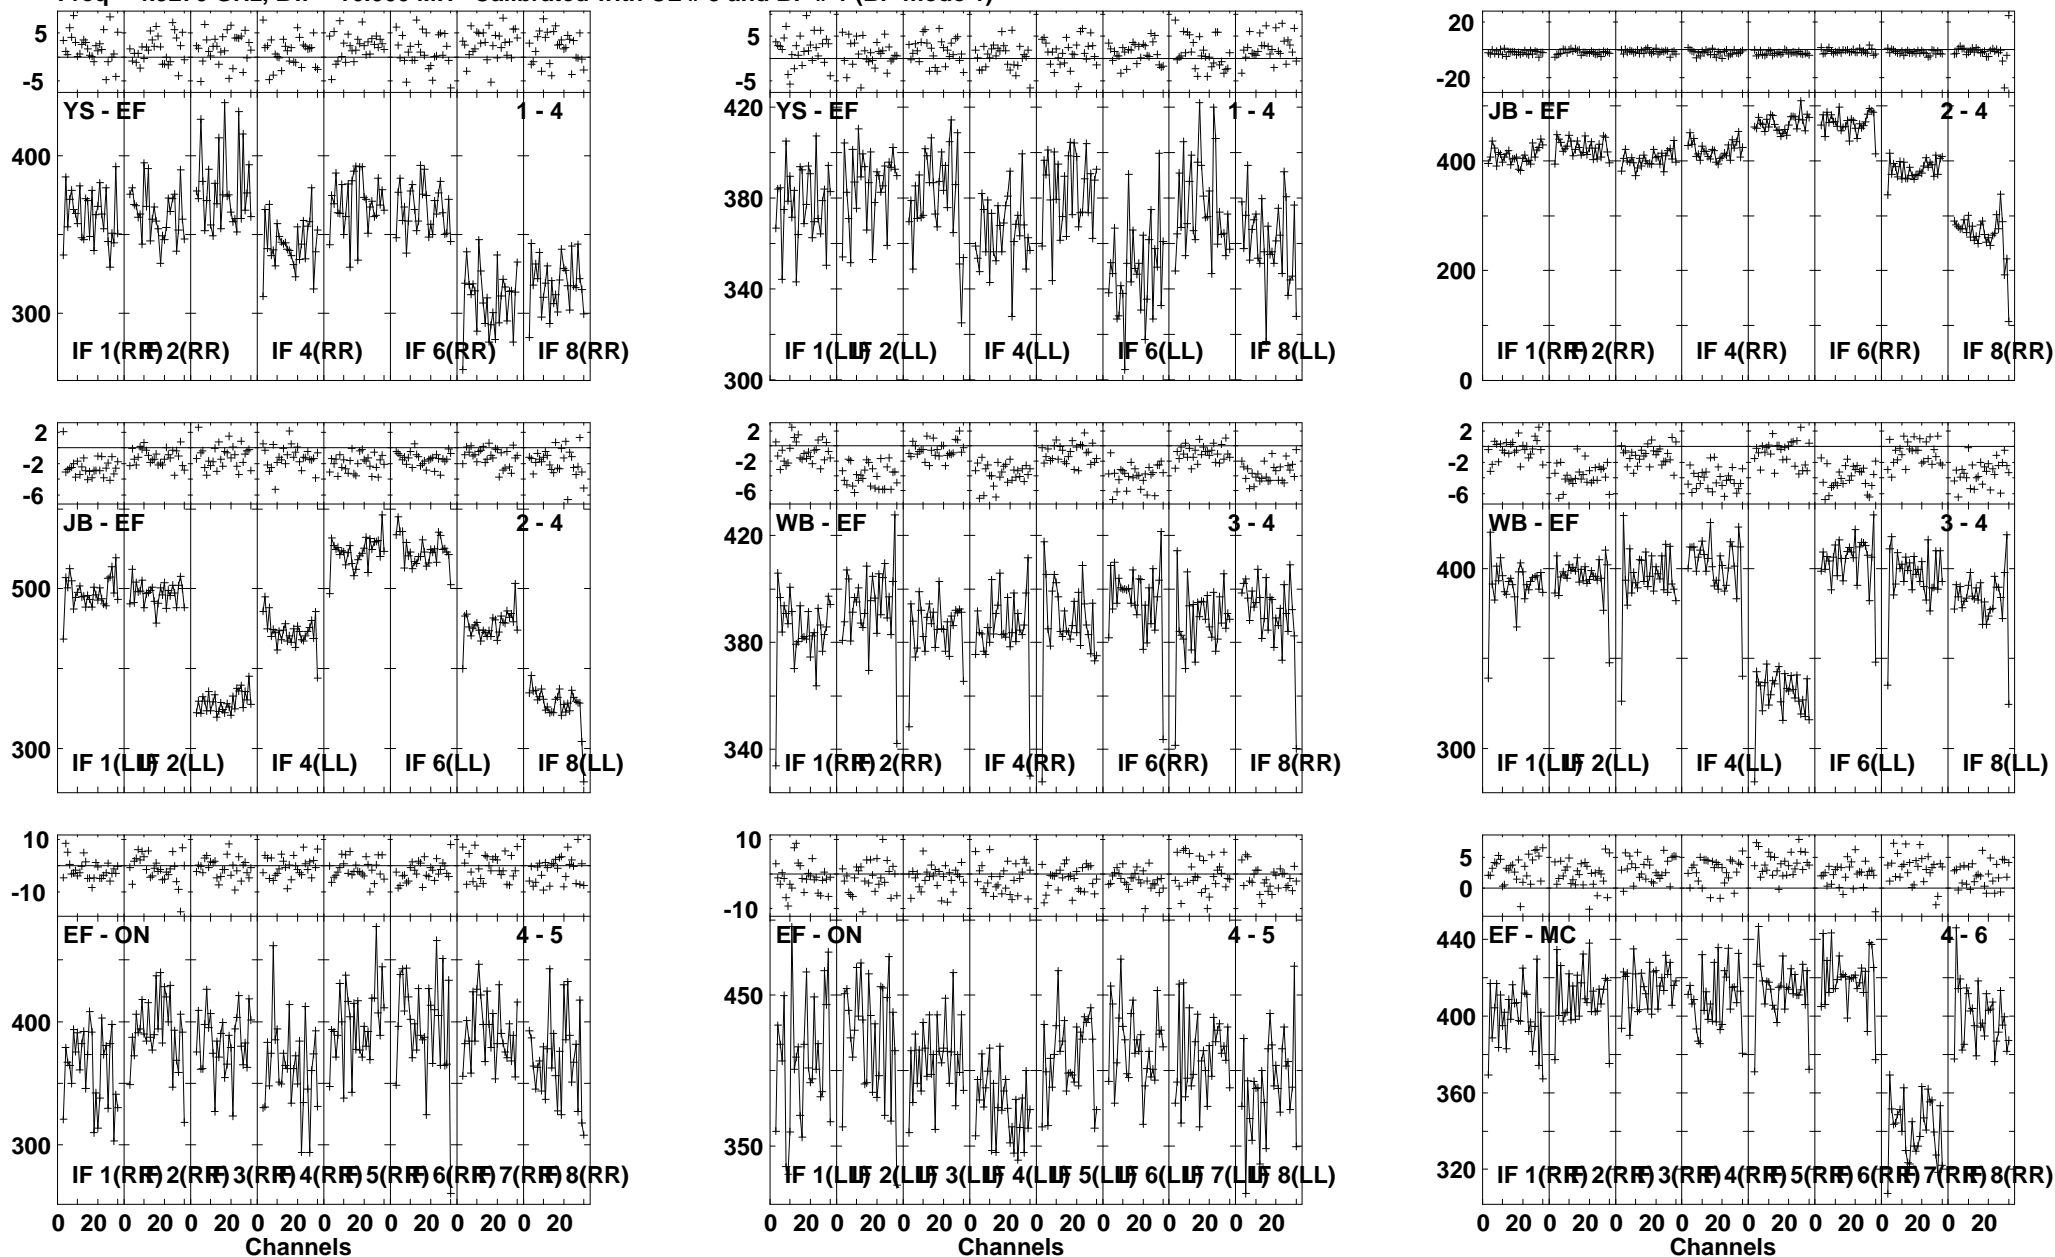 5
-5
YS - EF 1 - 4
400
300
IF 1(RR) IF 2(RR) IF 4(RR) IF 6(RR) IF 8(RR)
5
-5
YS - EF 1 - 4
420
380
340
300
IF 1(LL) IF 2(LL) IF 4(LL) IF 6(LL) IF 8(LL)
20
-20
JB - EF 2 - 4
400
200
0
IF 1(RR) IF 2(RR) IF 4(RR) IF 6(RR) IF 8(RR)
2
-2
-6
JB - EF 2 - 4
500
300
IF 1(LL) IF 2(LL) IF 4(LL) IF 6(LL) IF 8(LL)
2
-2
-6
WB - EF 3 - 4
420
380
340
IF 1(RR) IF 2(RR) IF 4(RR) IF 6(RR) IF 8(RR)
2
-2
-6
WB - EF 3 - 4
400
300
IF 1(LL) IF 2(LL) IF 4(LL) IF 6(LL) IF 8(LL)
10
-10
EF - ON 4 - 5
400
300
IF 1(RR) IF 2(RR) IF 3(RR) IF 4(RR) IF 5(RR) IF 6(RR) IF 7(RR) IF 8(RR)
0 20 0 20 0 20 0 20 0 20 0 20 0 20 0 20
Channels
10
-10
EF - ON 4 - 5
450
350
IF 1(LL) IF 2(LL) IF 3(LL) IF 4(LL) IF 5(LL) IF 6(LL) IF 7(LL) IF 8(LL)
0 20 0 20 0 20 0 20 0 20 0 20 0 20 0 20
Channels
5
0
EF - MC 4 - 6
440
400
360
320
IF 1(RR) IF 2(RR) IF 3(RR) IF 4(RR) IF 5(RR) IF 6(RR) IF 7(RR) IF 8(RR)
0 20 0 20 0 20 0 20 0 20 0 20 0 20 0 20
Channels